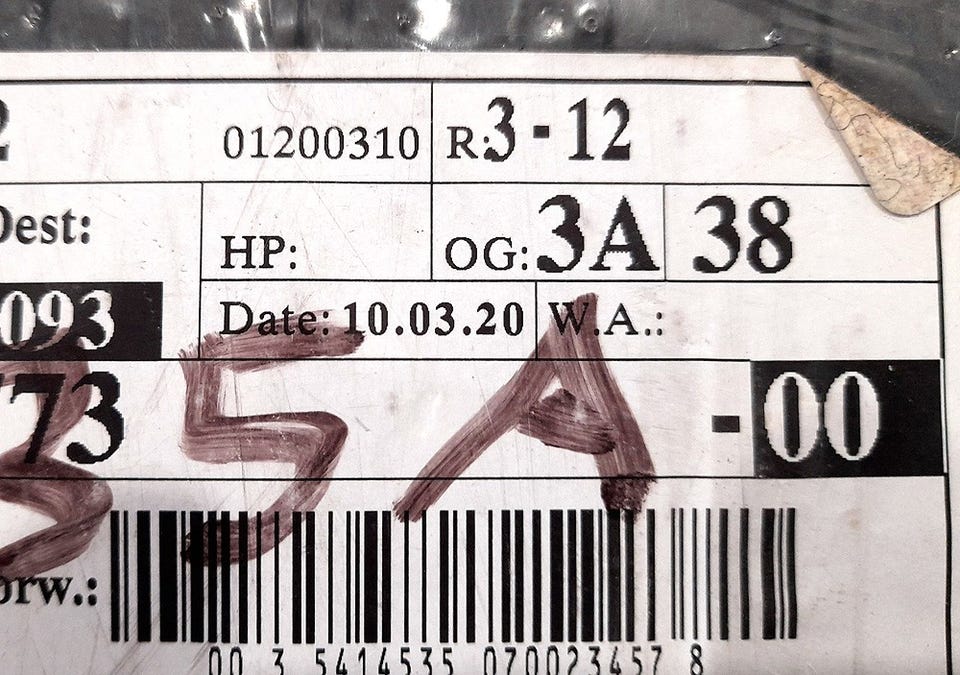 2 01200310 R:3-12
Dest: HP: OG: 3A 38
093 Date: 10.03.20 W.A.:
73 -00
35A
orw.:
00 3 5414535 070023457 8